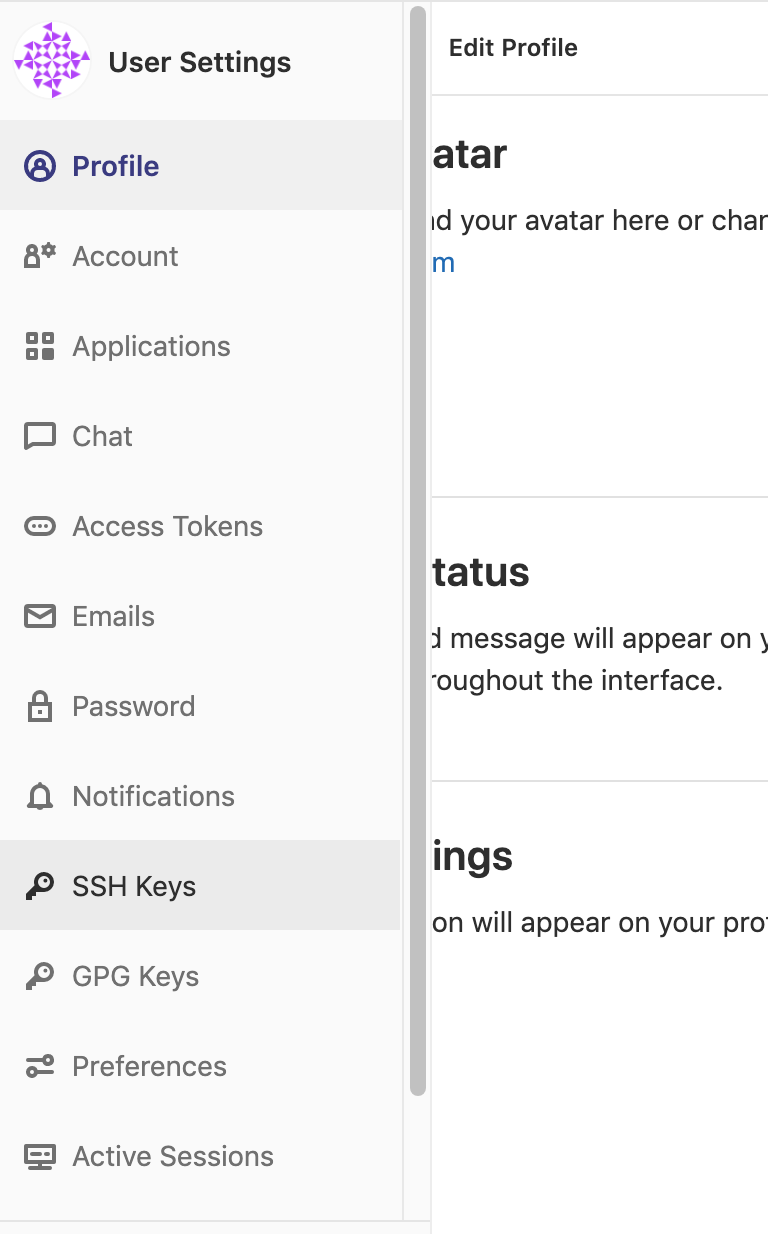 User Settings
Profile
Account
Applications
Chat
Access Tokens
Emails
Password
Notifications
SSH Keys
GPG Keys
Preferences
Active Sessions
Edit Profile
atar
d your avatar here or
m
tatus
message will appear on
roughout the interface.
ings
on will appear on your